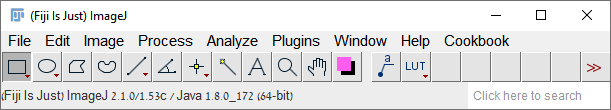 (Fiji Is Just) ImageJ
File Edit Image Process Analyze Plugins Window Help Cookbook
A a LUT >>
(Fiji Is Just) ImageJ 2.1.0/1.53c / Java 1.8.0_172 (64-bit) Click here to search